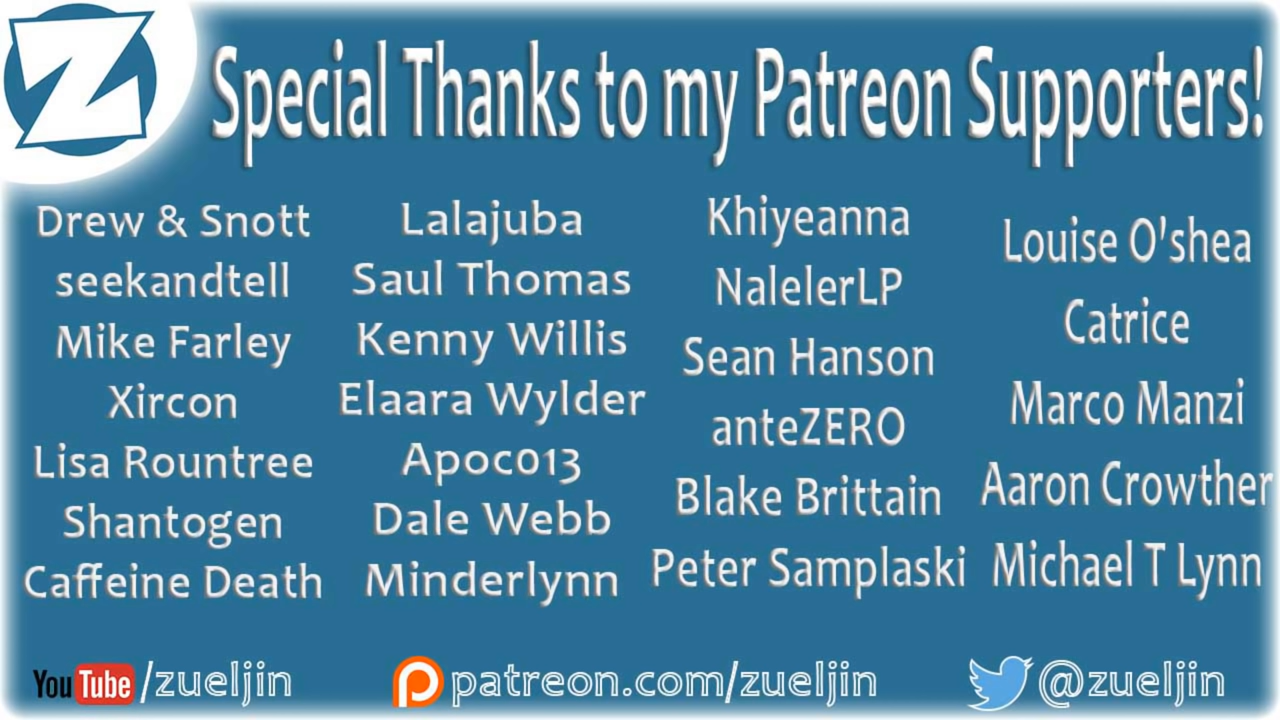 Z
Special Thanks to my Patreon Supporters!
Drew & Snott
seekandtell
Mike Farley
Xircon
Lisa Rountree
Shantogen
Caffeine Death
Lalajuba
Saul Thomas
Kenny Willis
Elaara Wylder
Apoc013
Dale Webb
Minderlynn
Khiyeanna
NalelerLP
Sean Hanson
anteZERO
Blake Brittain
Peter Samplaski
Louise O'shea
Catrice
Marco Manzi
Aaron Crowther
Michael T Lynn
YouTube/zueljin
patreon.com/zueljin
@zueljin